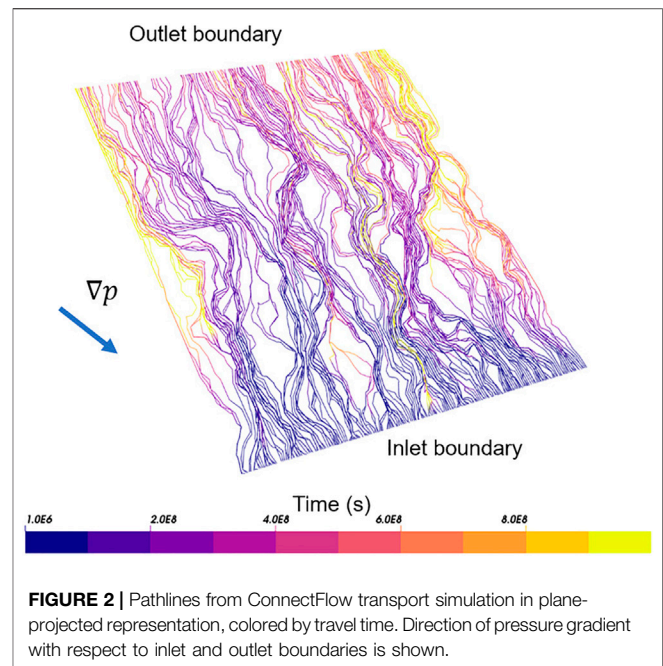 Outlet boundary
∇p
Inlet boundary
Time (s)
1.0E6 2.0E8 4.0E8 6.0E8 8.0E8
FIGURE 2 | Pathlines from ConnectFlow transport simulation in plane-
projected representation, colored by travel time. Direction of pressure gradient
with respect to inlet and outlet boundaries is shown.